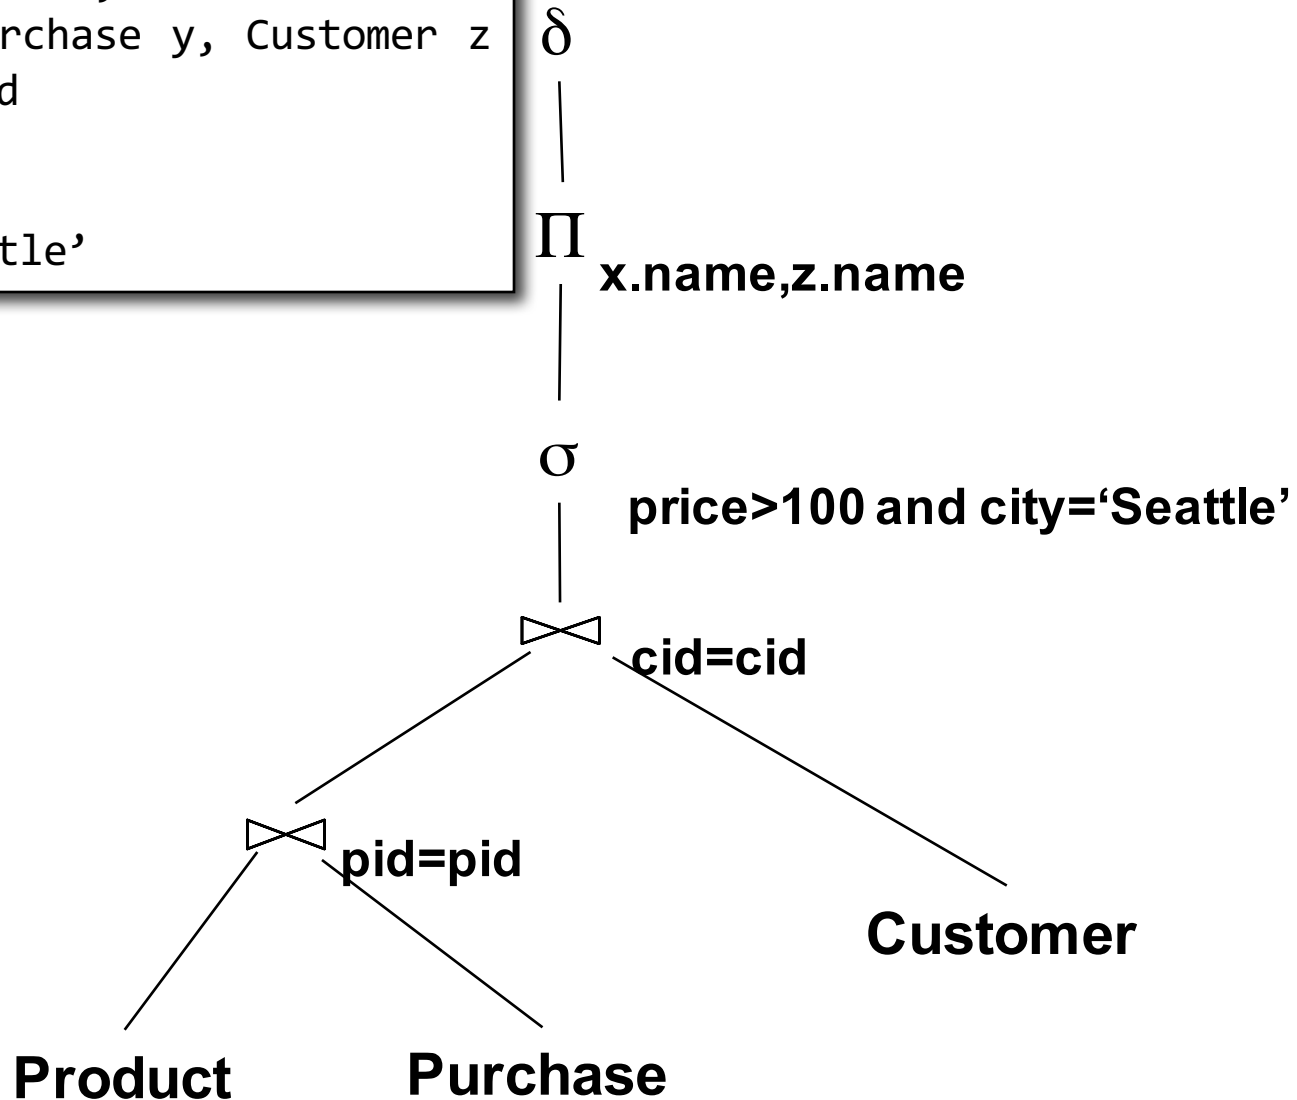 rchase y, Customer z
d
tle’
δ
Π
x.name,z.name
σ
price>100 and city=‘Seattle’
cid=cid
pid=pid
Customer
Product
Purchase